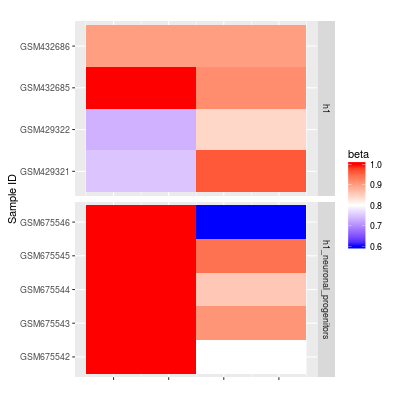 Sample ID
GSM432686
GSM432685
GSM429322
GSM429321
h1
GSM675546
GSM675545
GSM675544
GSM675543
GSM675542
h1_neuronal_progenitors
beta
1.0
0.9
0.8
0.7
0.6